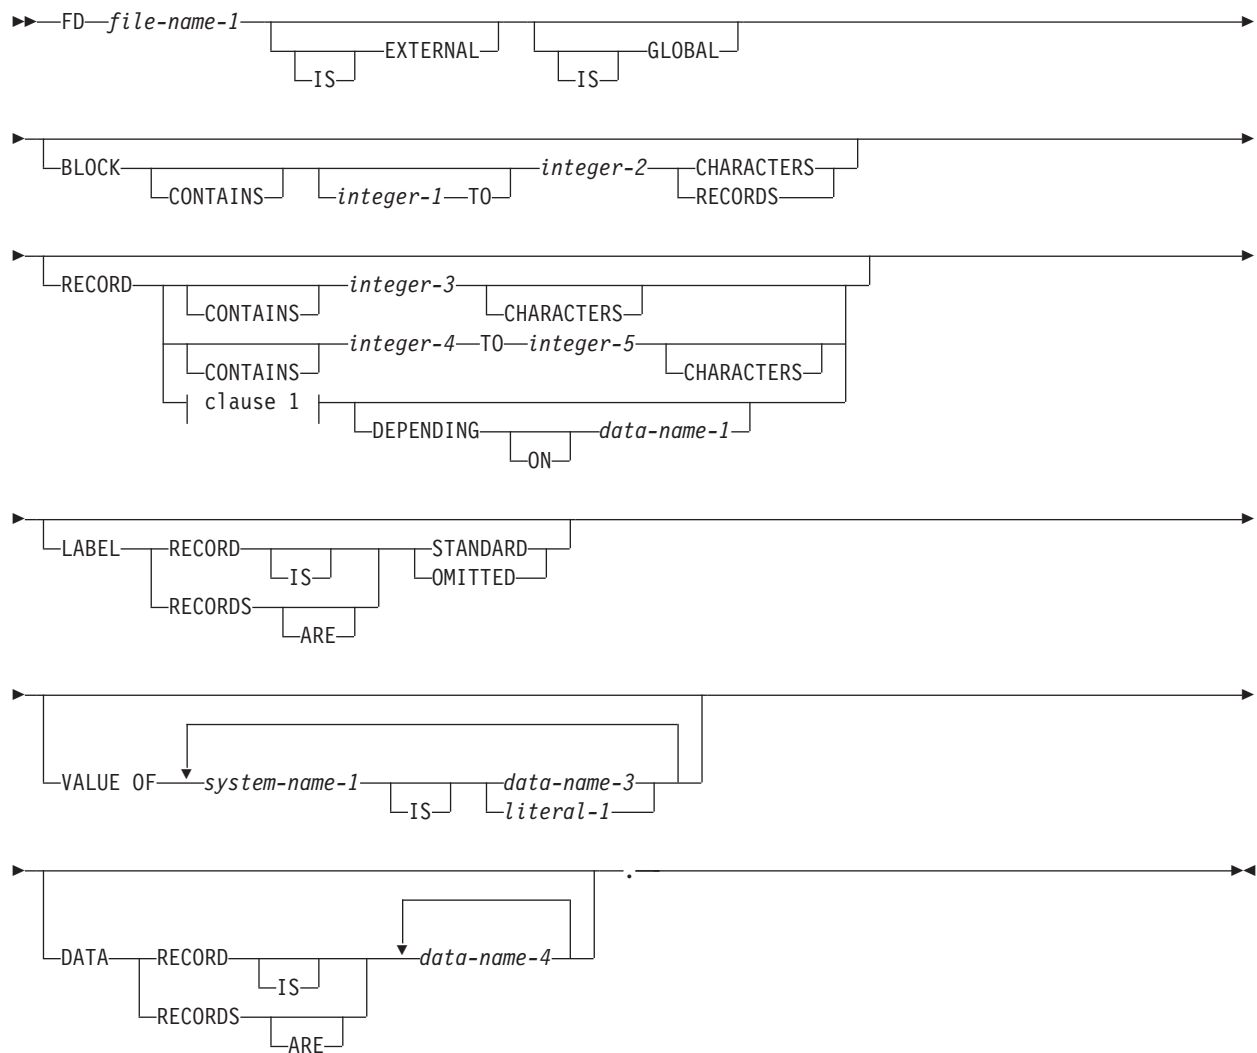 FD file-name-1
EXTERNAL GLOBAL
IS IS
BLOCK integer-2 CHARACTERS
CONTAINS integer-1 TO RECORDS
RECORD integer-3
CONTAINS CHARACTERS
integer-4 TO integer-5
CONTAINS CHARACTERS
clause 1
DEPENDING data-name-1
ON
LABEL RECORD STANDARD
IS OMITTED
RECORDS
ARE
VALUE OF system-name-1 data-name-3
IS literal-1
.
DATA RECORD data-name-4
IS
RECORDS
ARE